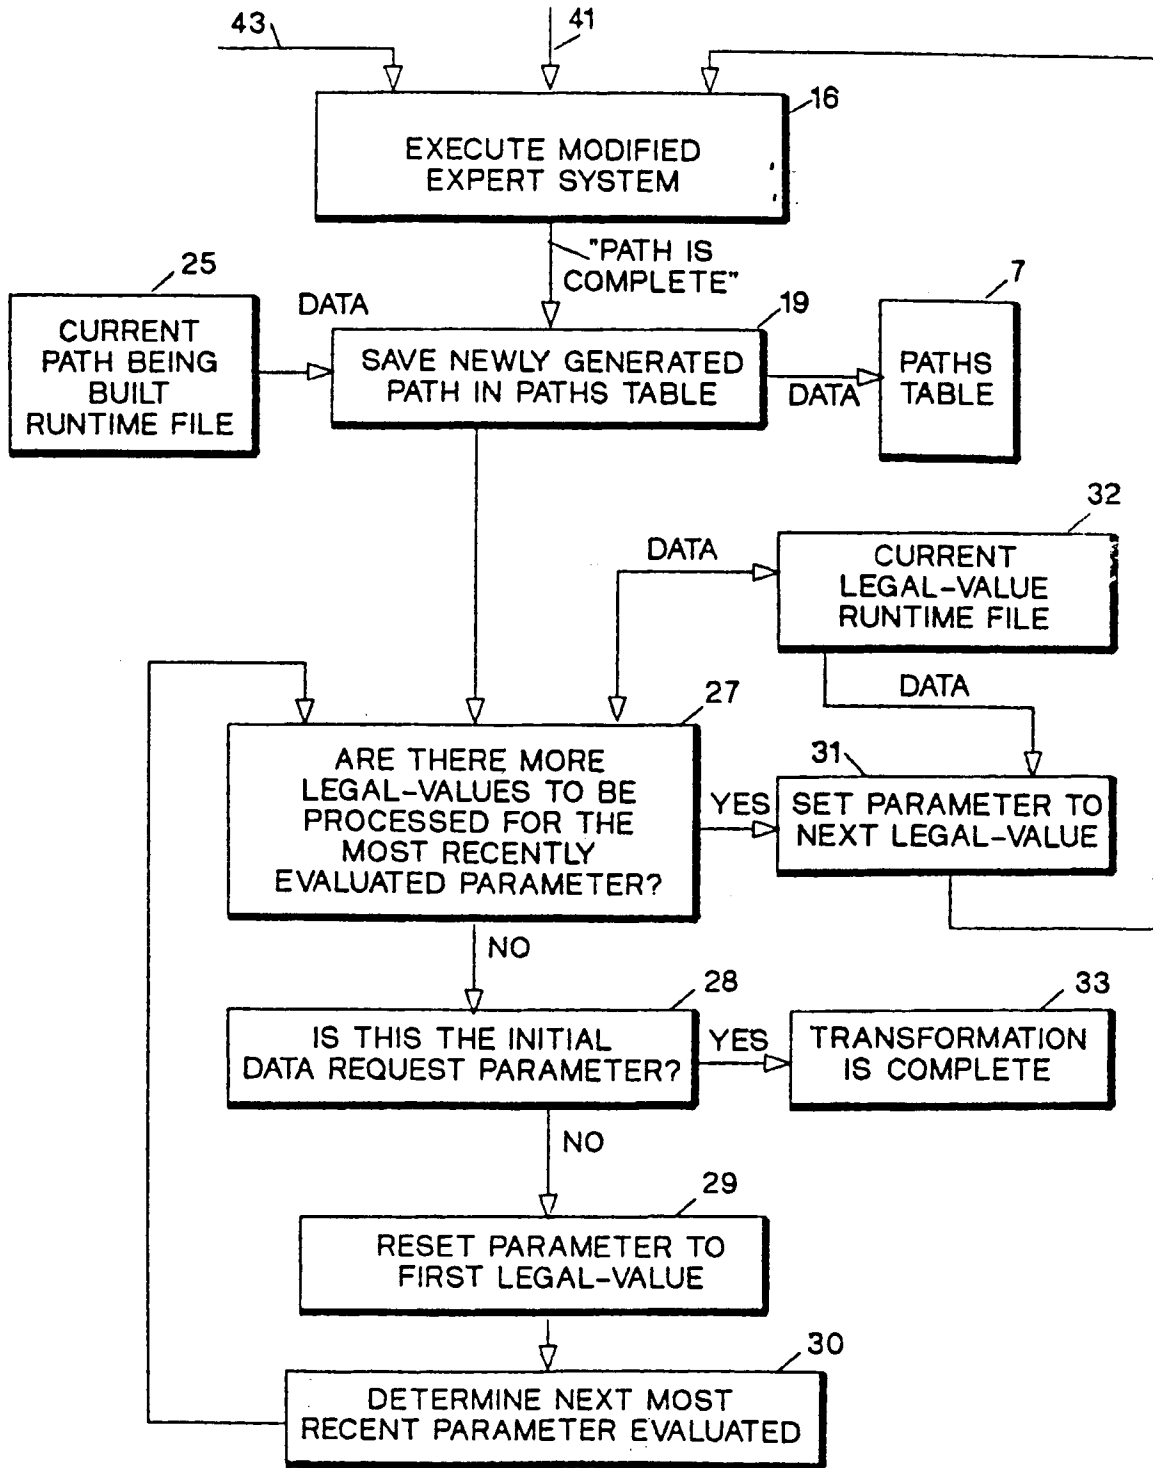 43
41
16
EXECUTE MODIFIED
EXPERT SYSTEM
"PATH IS
COMPLETE"
25
CURRENT
PATH BEING
BUILT
RUNTIME FILE
DATA
19
SAVE NEWLY GENERATED
PATH IN PATHS TABLE
DATA
7
PATHS
TABLE
32
CURRENT
LEGAL-VALUE
RUNTIME FILE
DATA
DATA
27
ARE THERE MORE
LEGAL-VALUES TO BE
PROCESSED FOR THE
MOST RECENTLY
EVALUATED PARAMETER?
YES
31
SET PARAMETER TO
NEXT LEGAL-VALUE
NO
28
IS THIS THE INITIAL
DATA REQUEST PARAMETER?
YES
33
TRANSFORMATION
IS COMPLETE
NO
29
RESET PARAMETER TO
FIRST LEGAL-VALUE
30
DETERMINE NEXT MOST
RECENT PARAMETER EVALUATED